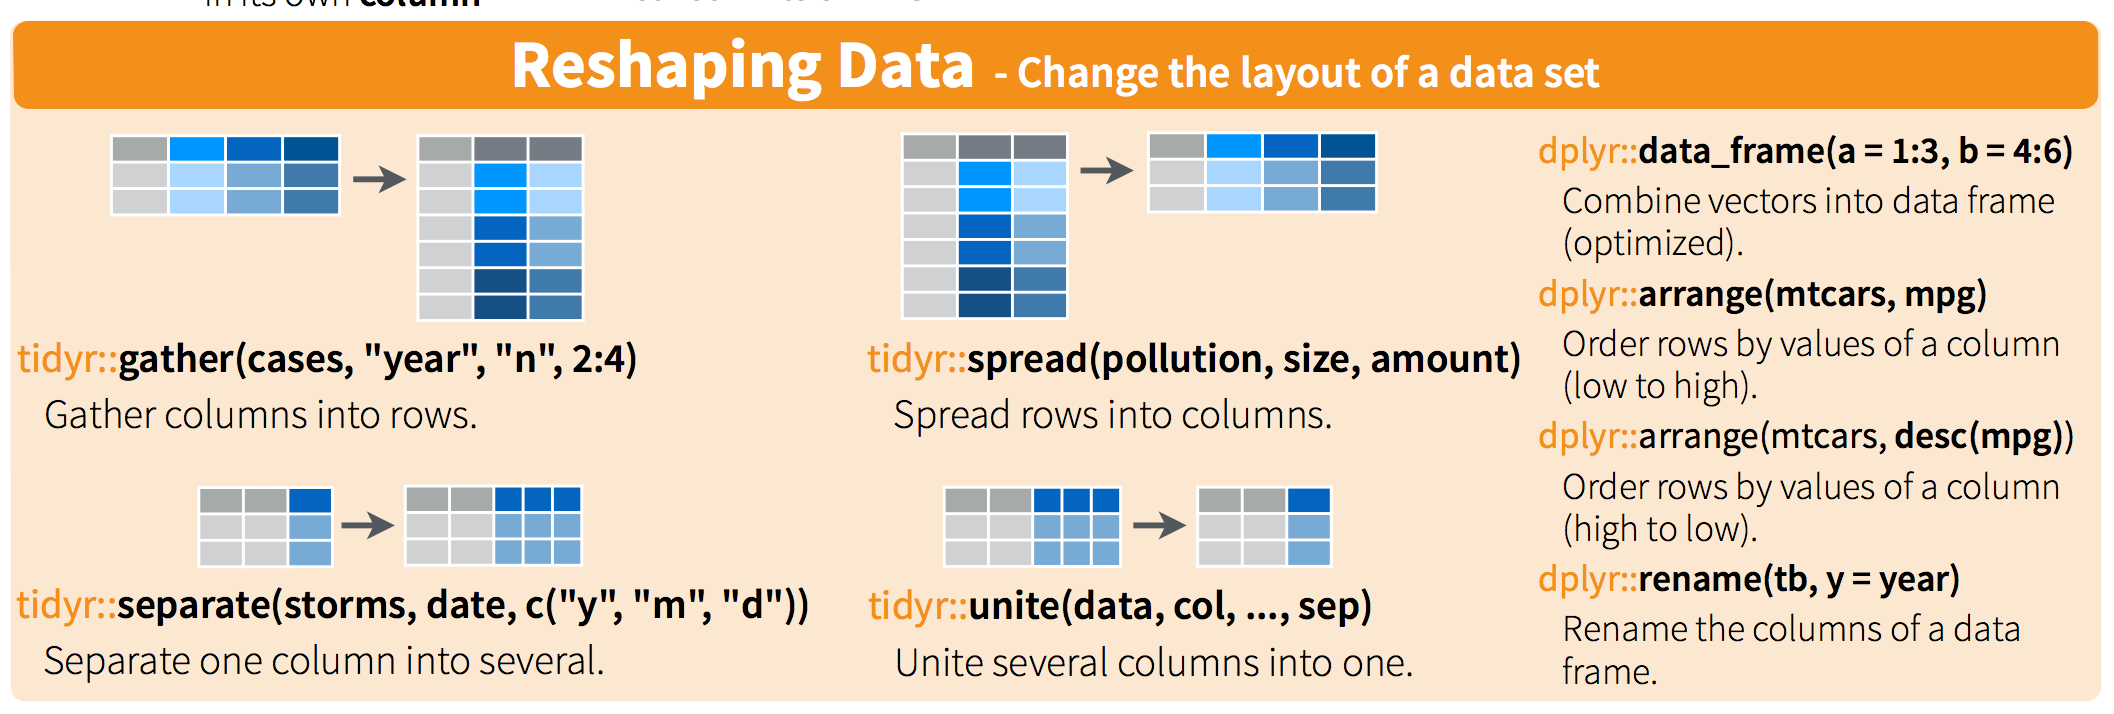 in its own column
Reshaping Data - Change the layout of a data set
tidyr::gather(cases, "year", "n", 2:4)
Gather columns into rows.
tidyr::spread(pollution, size, amount)
Spread rows into columns.
tidyr::separate(storms, date, c("y", "m", "d"))
Separate one column into several.
tidyr::unite(data, col, ..., sep)
Unite several columns into one.
dplyr::data_frame(a = 1:3, b = 4:6)
Combine vectors into data frame
(optimized).
dplyr::arrange(mtcars, mpg)
Order rows by values of a column
(low to high).
dplyr::arrange(mtcars, desc(mpg))
Order rows by values of a column
(high to low).
dplyr::rename(tb, y = year)
Rename the columns of a data
frame.